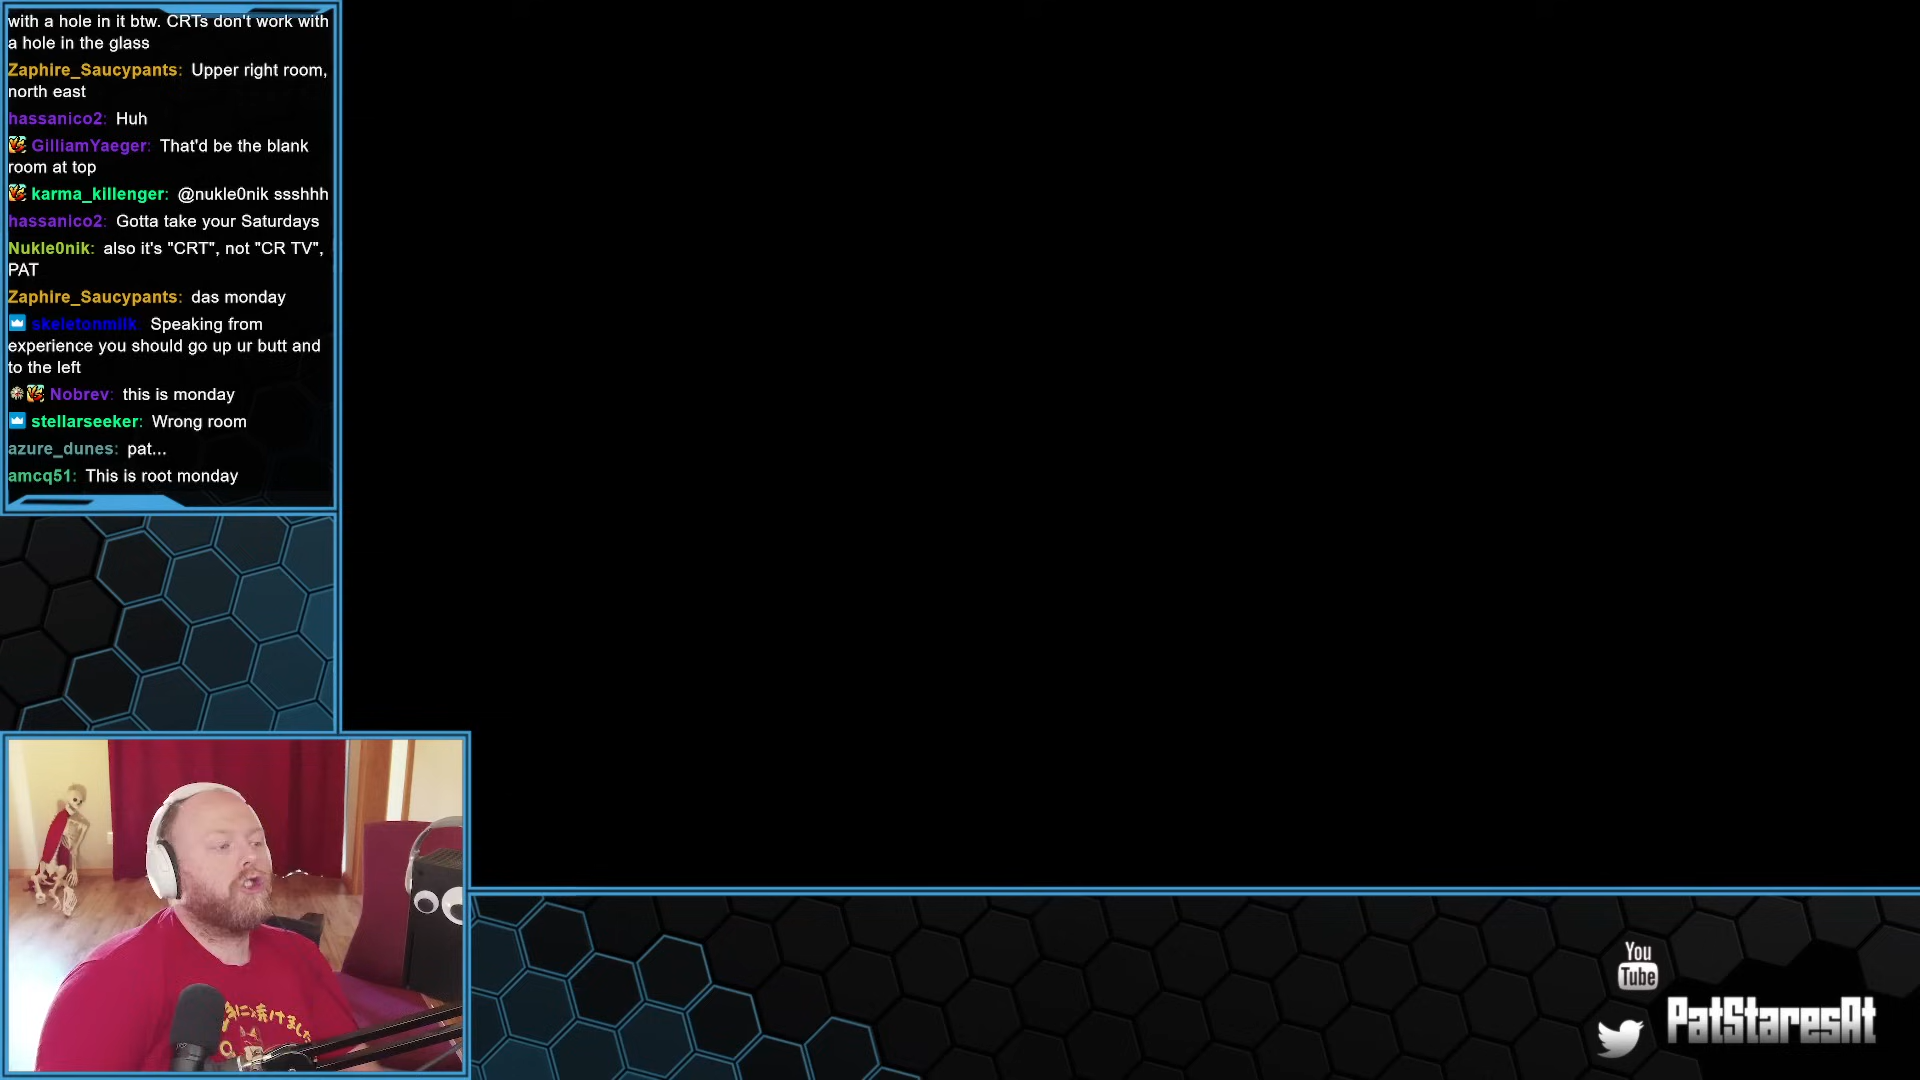 with a hole in it btw. CRTs don't work with
a hole in the glass
Zaphire_Saucypants: Upper right room,
north east
hassanico2: Huh
GilliamYaeger: That'd be the blank
room at top
karma_killenger: @nukle0nik ssshhh
hassanico2: Gotta take your Saturdays
Nukle0nik: also it's "CRT", not "CR TV",
PAT
Zaphire_Saucypants: das monday
skeletonmilk: Speaking from
experience you should go up ur butt and
to the left
Nobrev: this is monday
stellarseeker: Wrong room
azure_dunes: pat...
amcq51: This is root monday
You
Tube
PatStaresAt